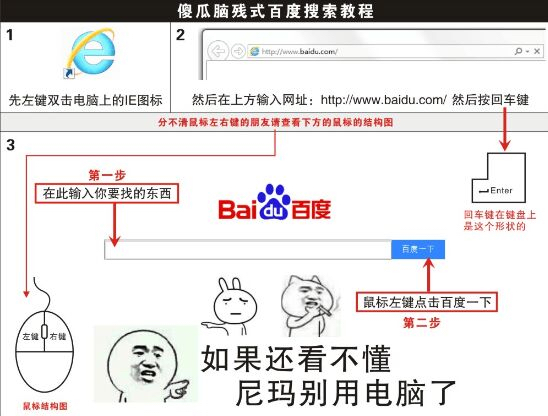 傻瓜脑残式百度搜索教程
1
2
http://www.baidu.com/
先左键双击电脑上的IE图标
然后在上方输入网址：http://www.baidu.com/ 然后按回车键
分不清鼠标左右键的朋友请查看下方的鼠标的结构图
3
第一步
在此输入你要找的东西
Bai du 百度
Enter
回车键在键盘上
是这个形状的
百度一下
鼠标左键点击百度一下
第二步
左键
右键
鼠标结构图
如果还看不懂
尼玛别用电脑了